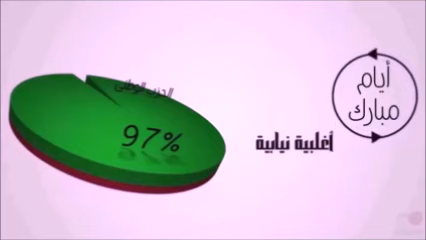 الحزب الوطني
أيام
مبارك
97%
أغلبية نيابية